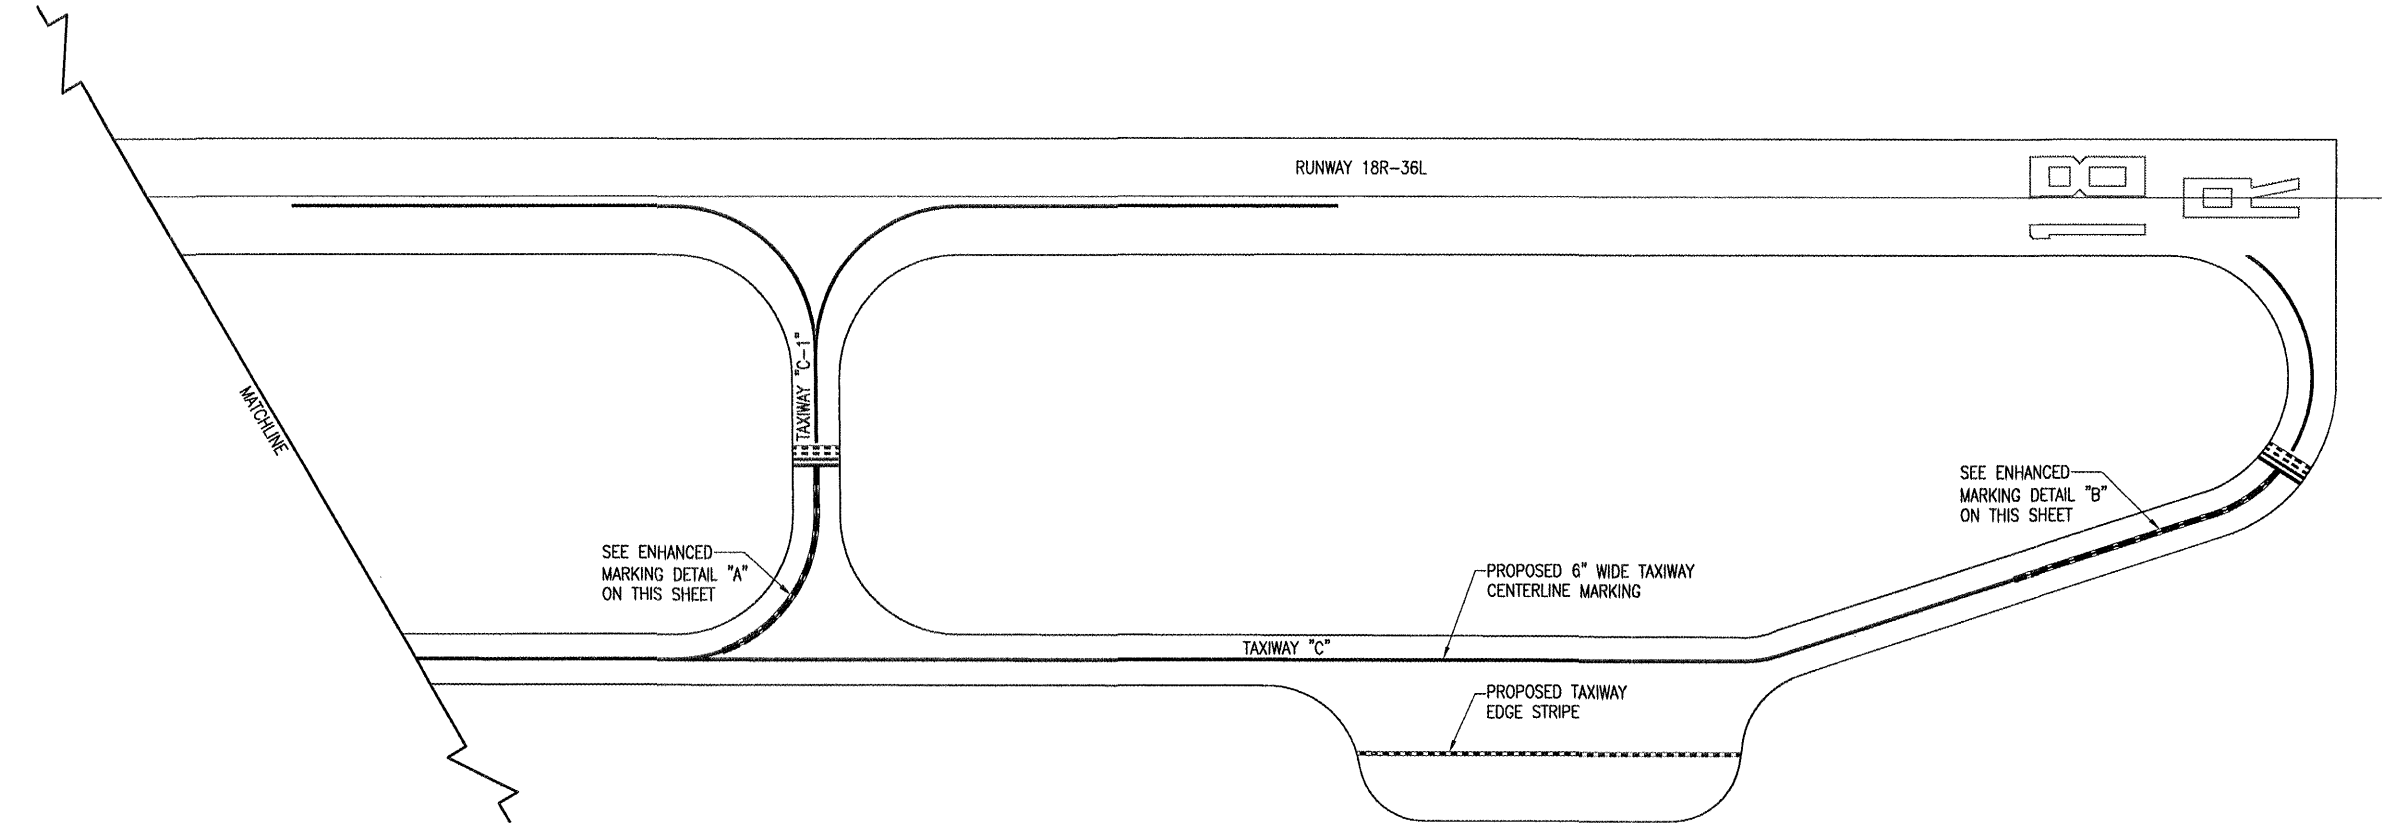 RUNWAY 18R-36L
18
R
TAXIWAY "C-1"
MATCHLINE
SEE ENHANCED
MARKING DETAIL "B"
ON THIS SHEET
SEE ENHANCED
MARKING DETAIL "A"
ON THIS SHEET
PROPOSED 6" WIDE TAXIWAY
CENTERLINE MARKING
TAXIWAY "C"
PROPOSED TAXIWAY
EDGE STRIPE